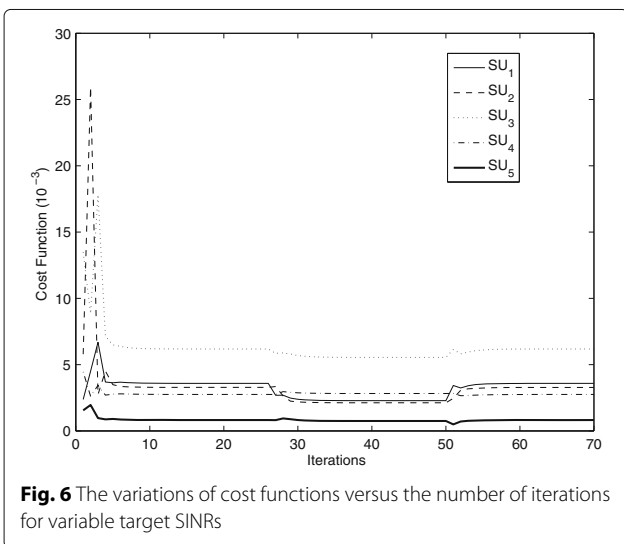 30
25
20
15
10
5
0
Cost Function (10⁻³)
SU₁
SU₂
SU₃
SU₄
SU₅
0 10 20 30 40 50 60 70
Iterations
Fig. 6 The variations of cost functions versus the number of iterations
for variable target SINRs